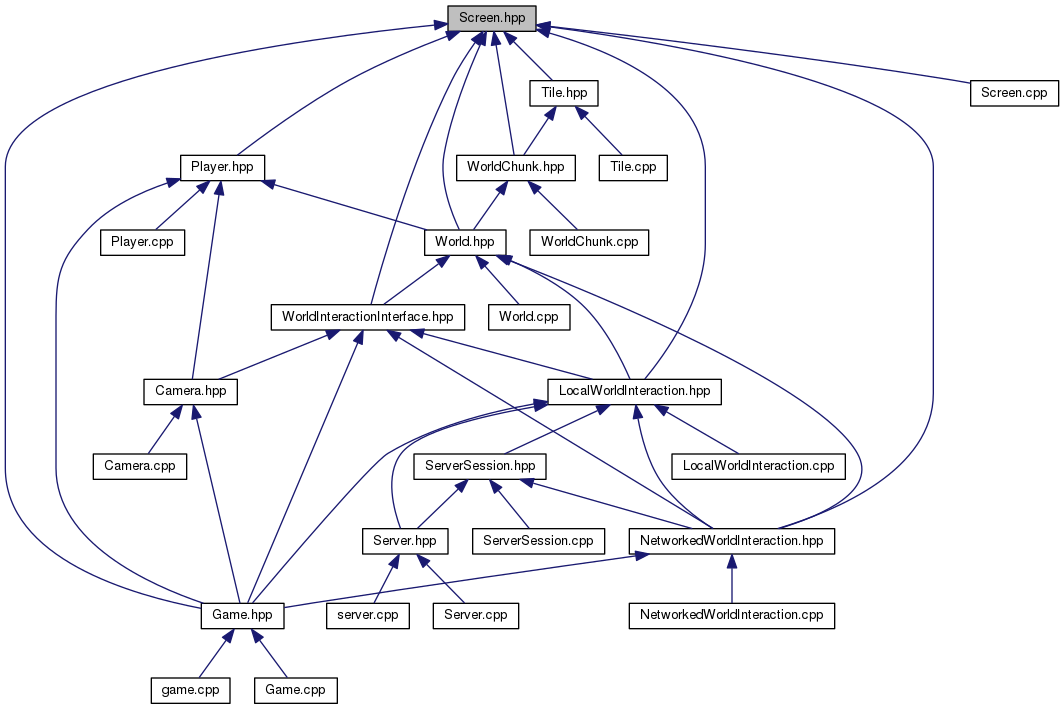 Screen.hpp
Tile.hpp
Screen.cpp
Player.hpp
WorldChunk.hpp
Tile.cpp
Player.cpp
World.hpp
WorldChunk.cpp
WorldInteractionInterface.hpp
World.cpp
Camera.hpp
LocalWorldInteraction.hpp
Camera.cpp
ServerSession.hpp
LocalWorldInteraction.cpp
Server.hpp
ServerSession.cpp
NetworkedWorldInteraction.hpp
Game.hpp
server.cpp
Server.cpp
NetworkedWorldInteraction.cpp
game.cpp
Game.cpp